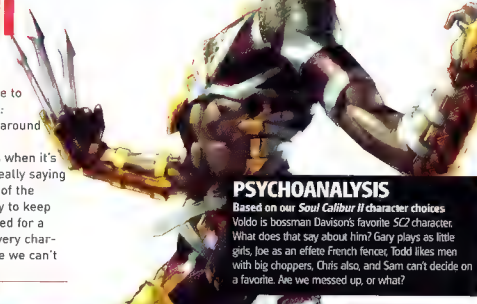 e to
:
around
when it's
eally saying
of the
y to keep
ed for a
very char-
e we can't
PSYCHOANALYSIS
Based on our Soul Calibur II character choices
Voldo is bossman Davison's favorite SC2 character.
What does that say about him? Gary plays as little
girls, Joe as an effete French fencer, Todd likes men
with big choppers, Chris also, and Sam can't decide on
a favorite. Are we messed up, or what?